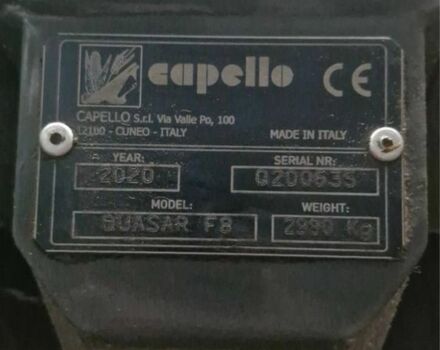 capello CE
CAPELLO S.r.l. Via Valle Po, 100
12100 - CUNEO - ITALY MADE IN ITALY
YEAR: SERIAL NR:
2020 Q20063S
MODEL: WEIGHT:
QUASAR F8 2990 Kg